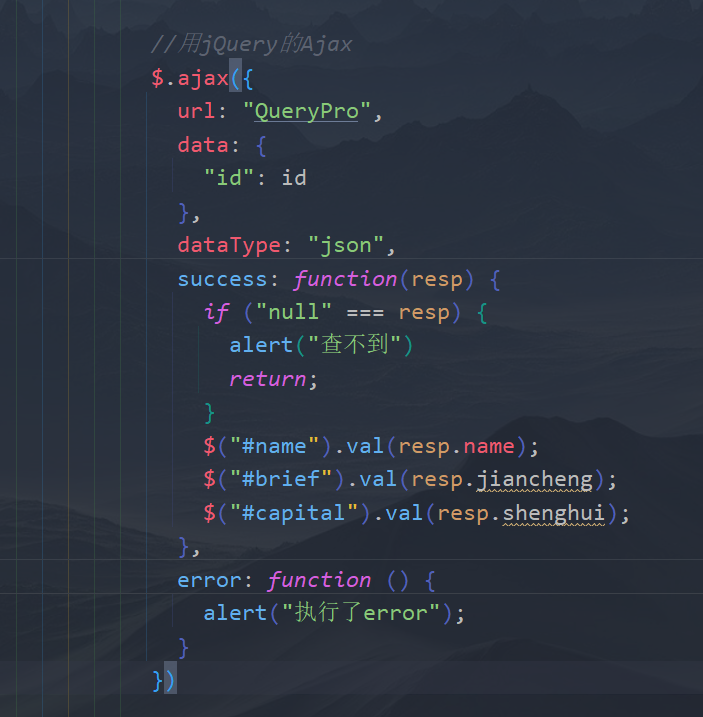 //用jQuery的Ajax
$.ajax({
url: "QueryPro",
data: {
"id": id
},
dataType: "json",
success: function(resp) {
if ("null" === resp) {
alert("查不到")
return;
}
$("#name").val(resp.name);
$("#brief").val(resp.jiancheng);
$("#capital").val(resp.shenghui);
},
error: function () {
alert("执行了error");
}
})